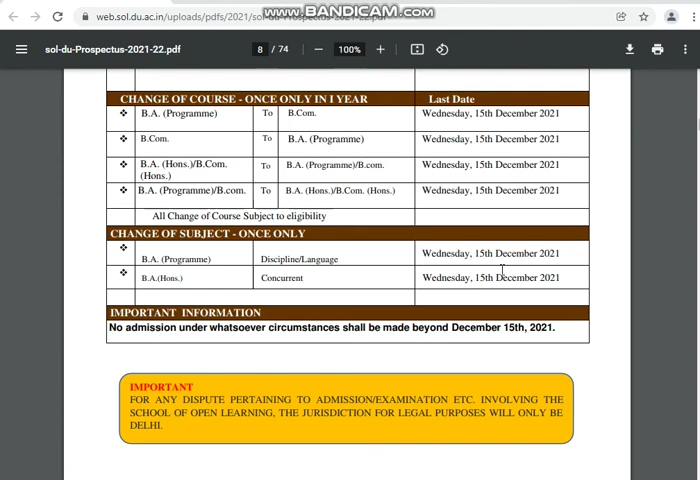 web.sol.du.ac.in/uploads/pdfs/2021/sol-du-Prospectus-2021-22.pdf
www.BANDICAM.com
sol-du-Prospectus-2021-22.pdf
8 / 74
100%
CHANGE OF COURSE - ONCE ONLY IN I YEAR Last Date
❖ B.A. (Programme) To B.Com. Wednesday, 15th December 2021
B.Com. To B.A. (Programme) Wednesday, 15th December 2021
❖ B.A. (Hons.)/B.Com. (Hons.) To B.A. (Programme)/B.com. Wednesday, 15th December 2021
❖ B.A. (Programme)/B.com. To B.A. (Hons.)/B.Com. (Hons.) Wednesday, 15th December 2021
All Change of Course Subject to eligibility
CHANGE OF SUBJECT - ONCE ONLY
❖ B.A. (Programme) Discipline/Language Wednesday, 15th December 2021
❖ B.A.(Hons.) Concurrent Wednesday, 15th December 2021
IMPORTANT INFORMATION
No admission under whatsoever circumstances shall be made beyond December 15th, 2021.
IMPORTANT
FOR ANY DISPUTE PERTAINING TO ADMISSION/EXAMINATION ETC. INVOLVING THE
SCHOOL OF OPEN LEARNING, THE JURISDICTION FOR LEGAL PURPOSES WILL ONLY BE
DELHI.